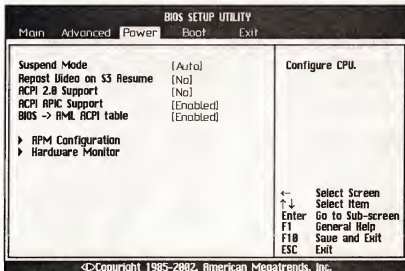 BIOS SETUP UTILITY
Main Advanced Power Boot Exit
Suspend Mode [Auto]
Repost Video on S3 Resume [No]
ACPI 2.0 Support [No]
ACPI APIC Support [Enabled]
BIOS -> AML ACPI table [Enabled]
▶ APM Configuration
▶ Hardware Monitor
Configure CPU.
← Select Screen
↑↓ Select Item
Enter Go to Sub-screen
F1 General Help
F10 Save and Exit
ESC Exit
<C>Copyright 1985-2002, American Megatrends, Inc.